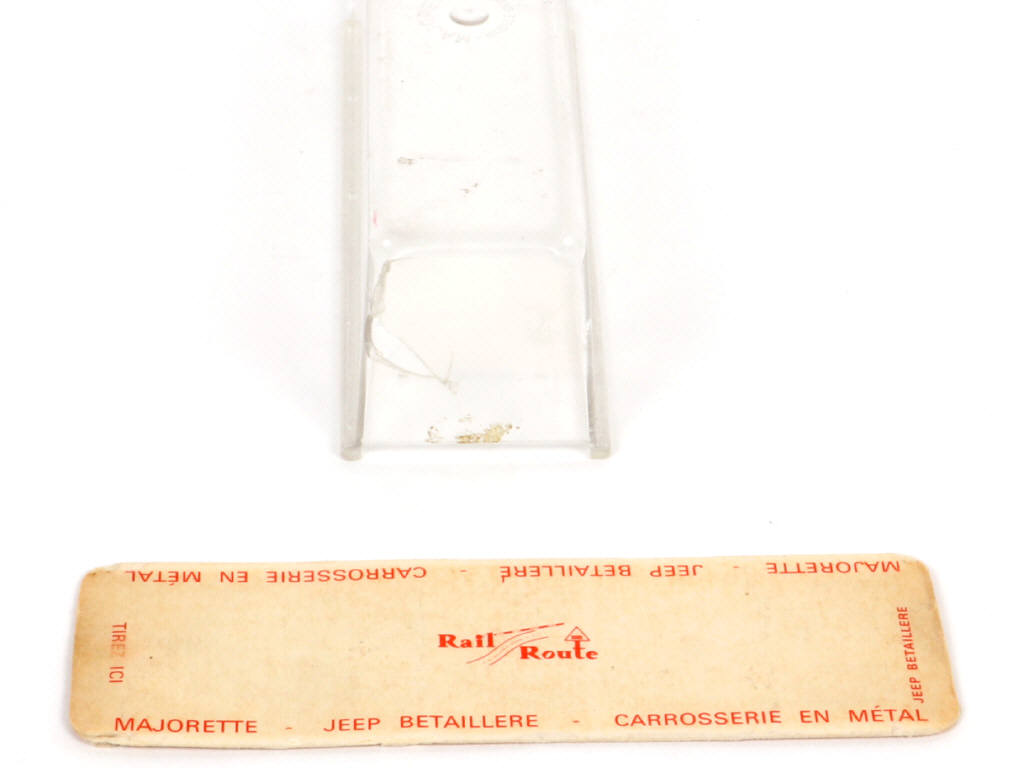 MAJORETTE - JEEP BETAILLERE - CARROSSERIE EN MÉTAL
TIREZ ICI
Rail
Route
JEEP BETAILLERE
MAJORETTE - JEEP BETAILLERE - CARROSSERIE EN MÉTAL